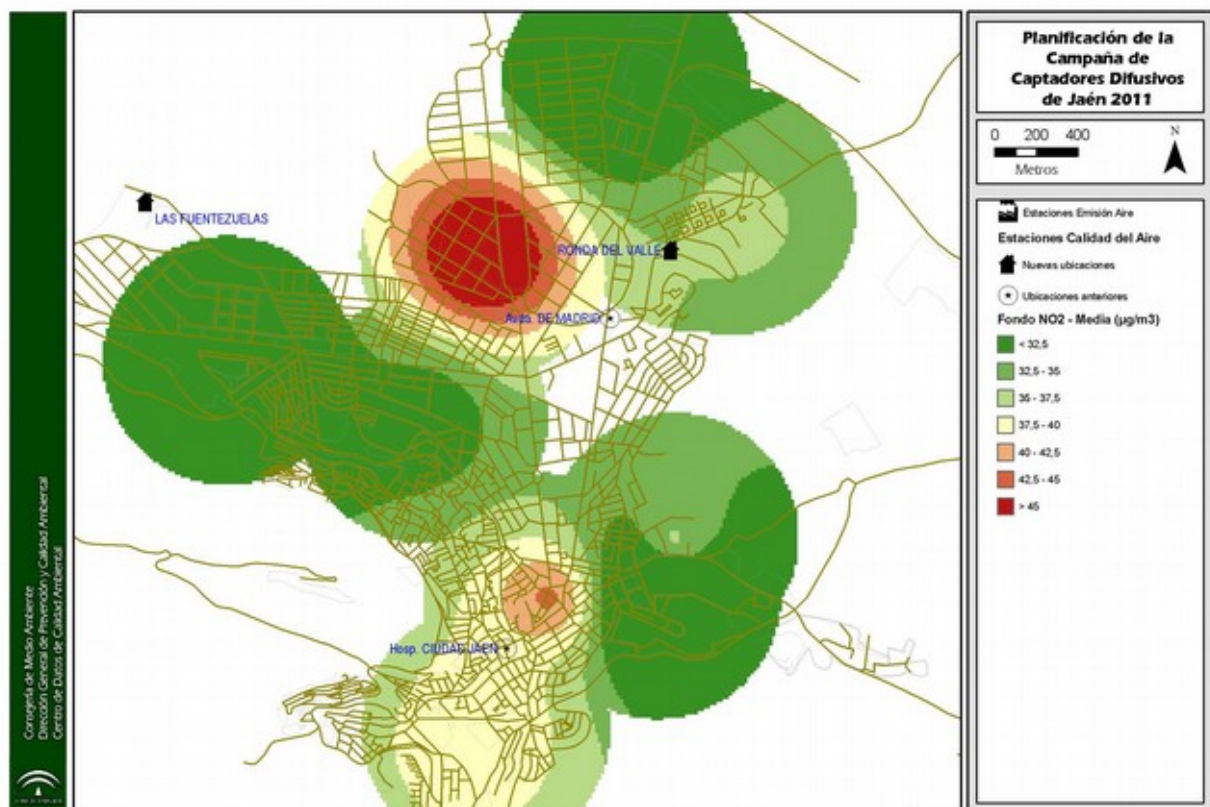 Planificación de la
Campaña de
Captadores Difusivos
de Jaén 2011
0 200 400
Metros
N
Estaciones Emisión Aire
Estaciones Calidad del Aire
Nuevas ubicaciones
Ubicaciones anteriores
Fondo NO2 - Media (µg/m3)
< 32,5
32,5 - 35
35 - 37,5
37,5 - 40
40 - 42,5
42,5 - 45
> 45
LAS FUENTEZUELAS
RONDA DEL VALLE
Avda. DE MADRID
Hosp. CIUDAD JAEN
Consejería de Medio Ambiente
Dirección General de Prevención y Calidad Ambiental
Centro de Datos de Calidad Ambiental